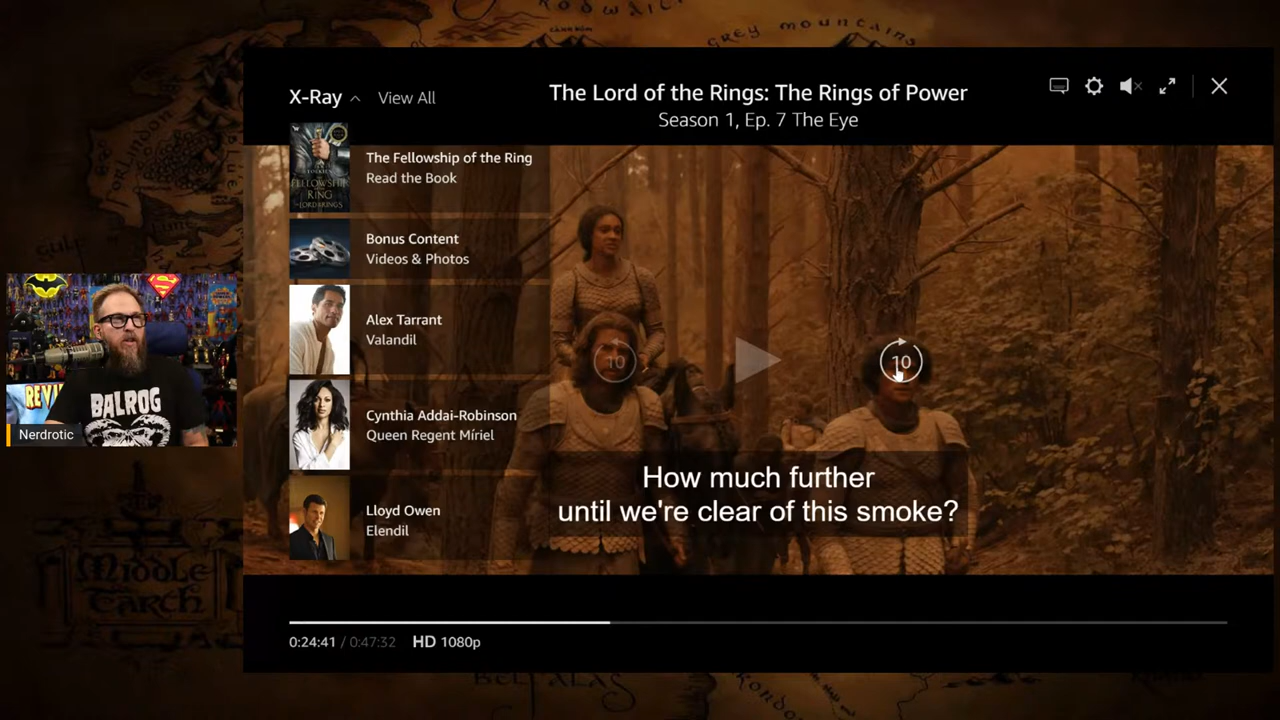 GREY MOUNTAINS
X-Ray
View All
The Lord of the Rings: The Rings of Power
Season 1, Ep. 7 The Eye
The Fellowship of the Ring
Read the Book
FELLOWSHIP
RING
Bonus Content
Videos & Photos
Alex Tarrant
Valandil
Cynthia Addai-Robinson
Queen Regent Míriel
Lloyd Owen
Elendil
10
10
How much further
until we're clear of this smoke?
BALROG
Nerdrotic
MIDDLE
EARTH
0:24:41 / 0:47:32
HD 1080p
BELFALAS